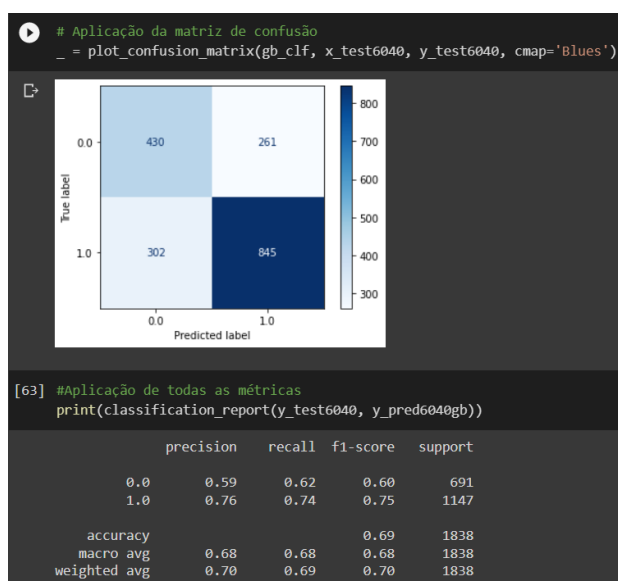 # Aplicação da matriz de confusão
_ = plot_confusion_matrix(gb_clf, x_test6040, y_test6040, cmap='Blues')
800
0.0 430 261
700
600
True label
500
1.0 302 845
400
300
0.0 1.0
Predicted label
[63] #Aplicação de todas as métricas
print(classification_report(y_test6040, y_pred6040gb))
precision recall f1-score support
0.0 0.59 0.62 0.60 691
1.0 0.76 0.74 0.75 1147
accuracy 0.69 1838
macro avg 0.68 0.68 0.68 1838
weighted avg 0.70 0.69 0.70 1838